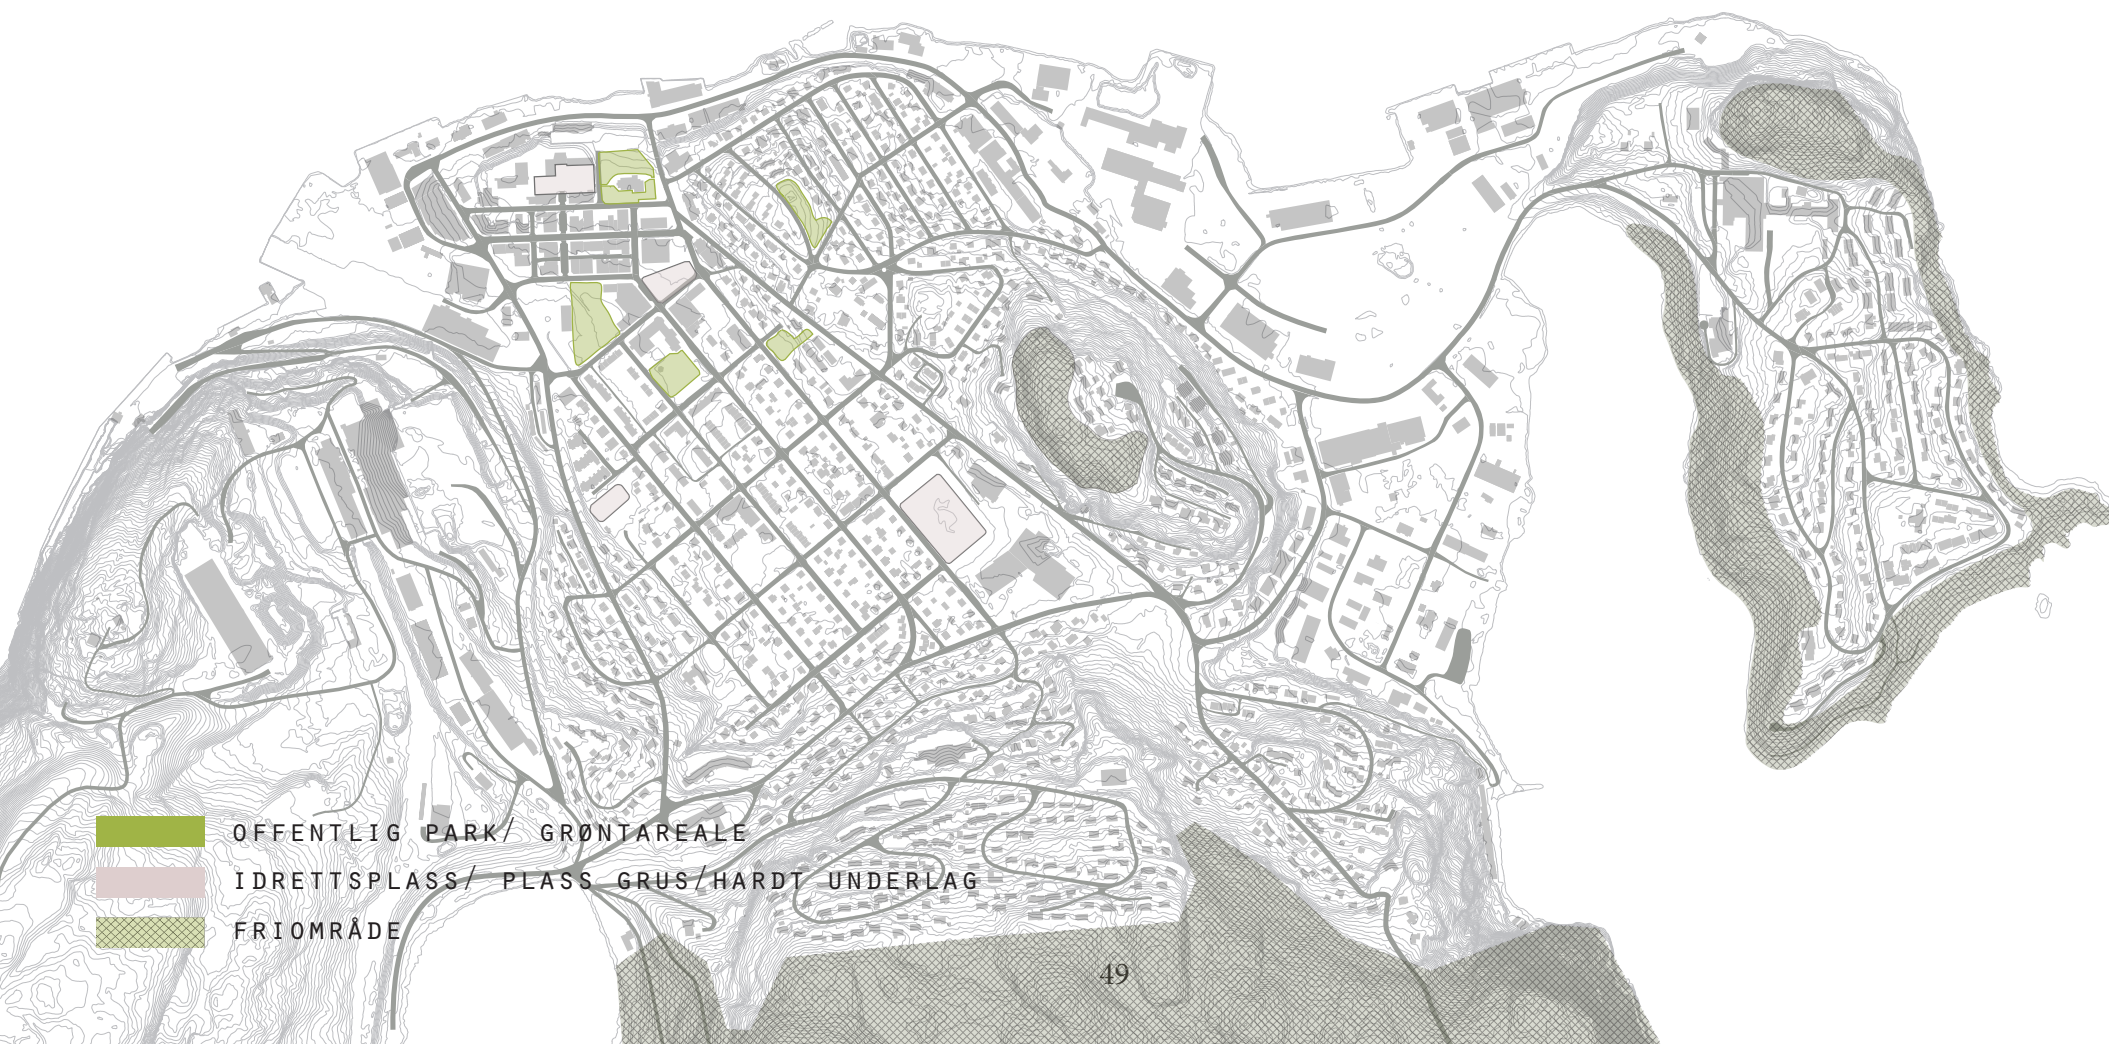 OFFENTLIG PARK/ GRØNTAREALE
IDRETTSPLASS/ PLASS GRUS/HARDT UNDERLAG
FRIOMRÅDE
49